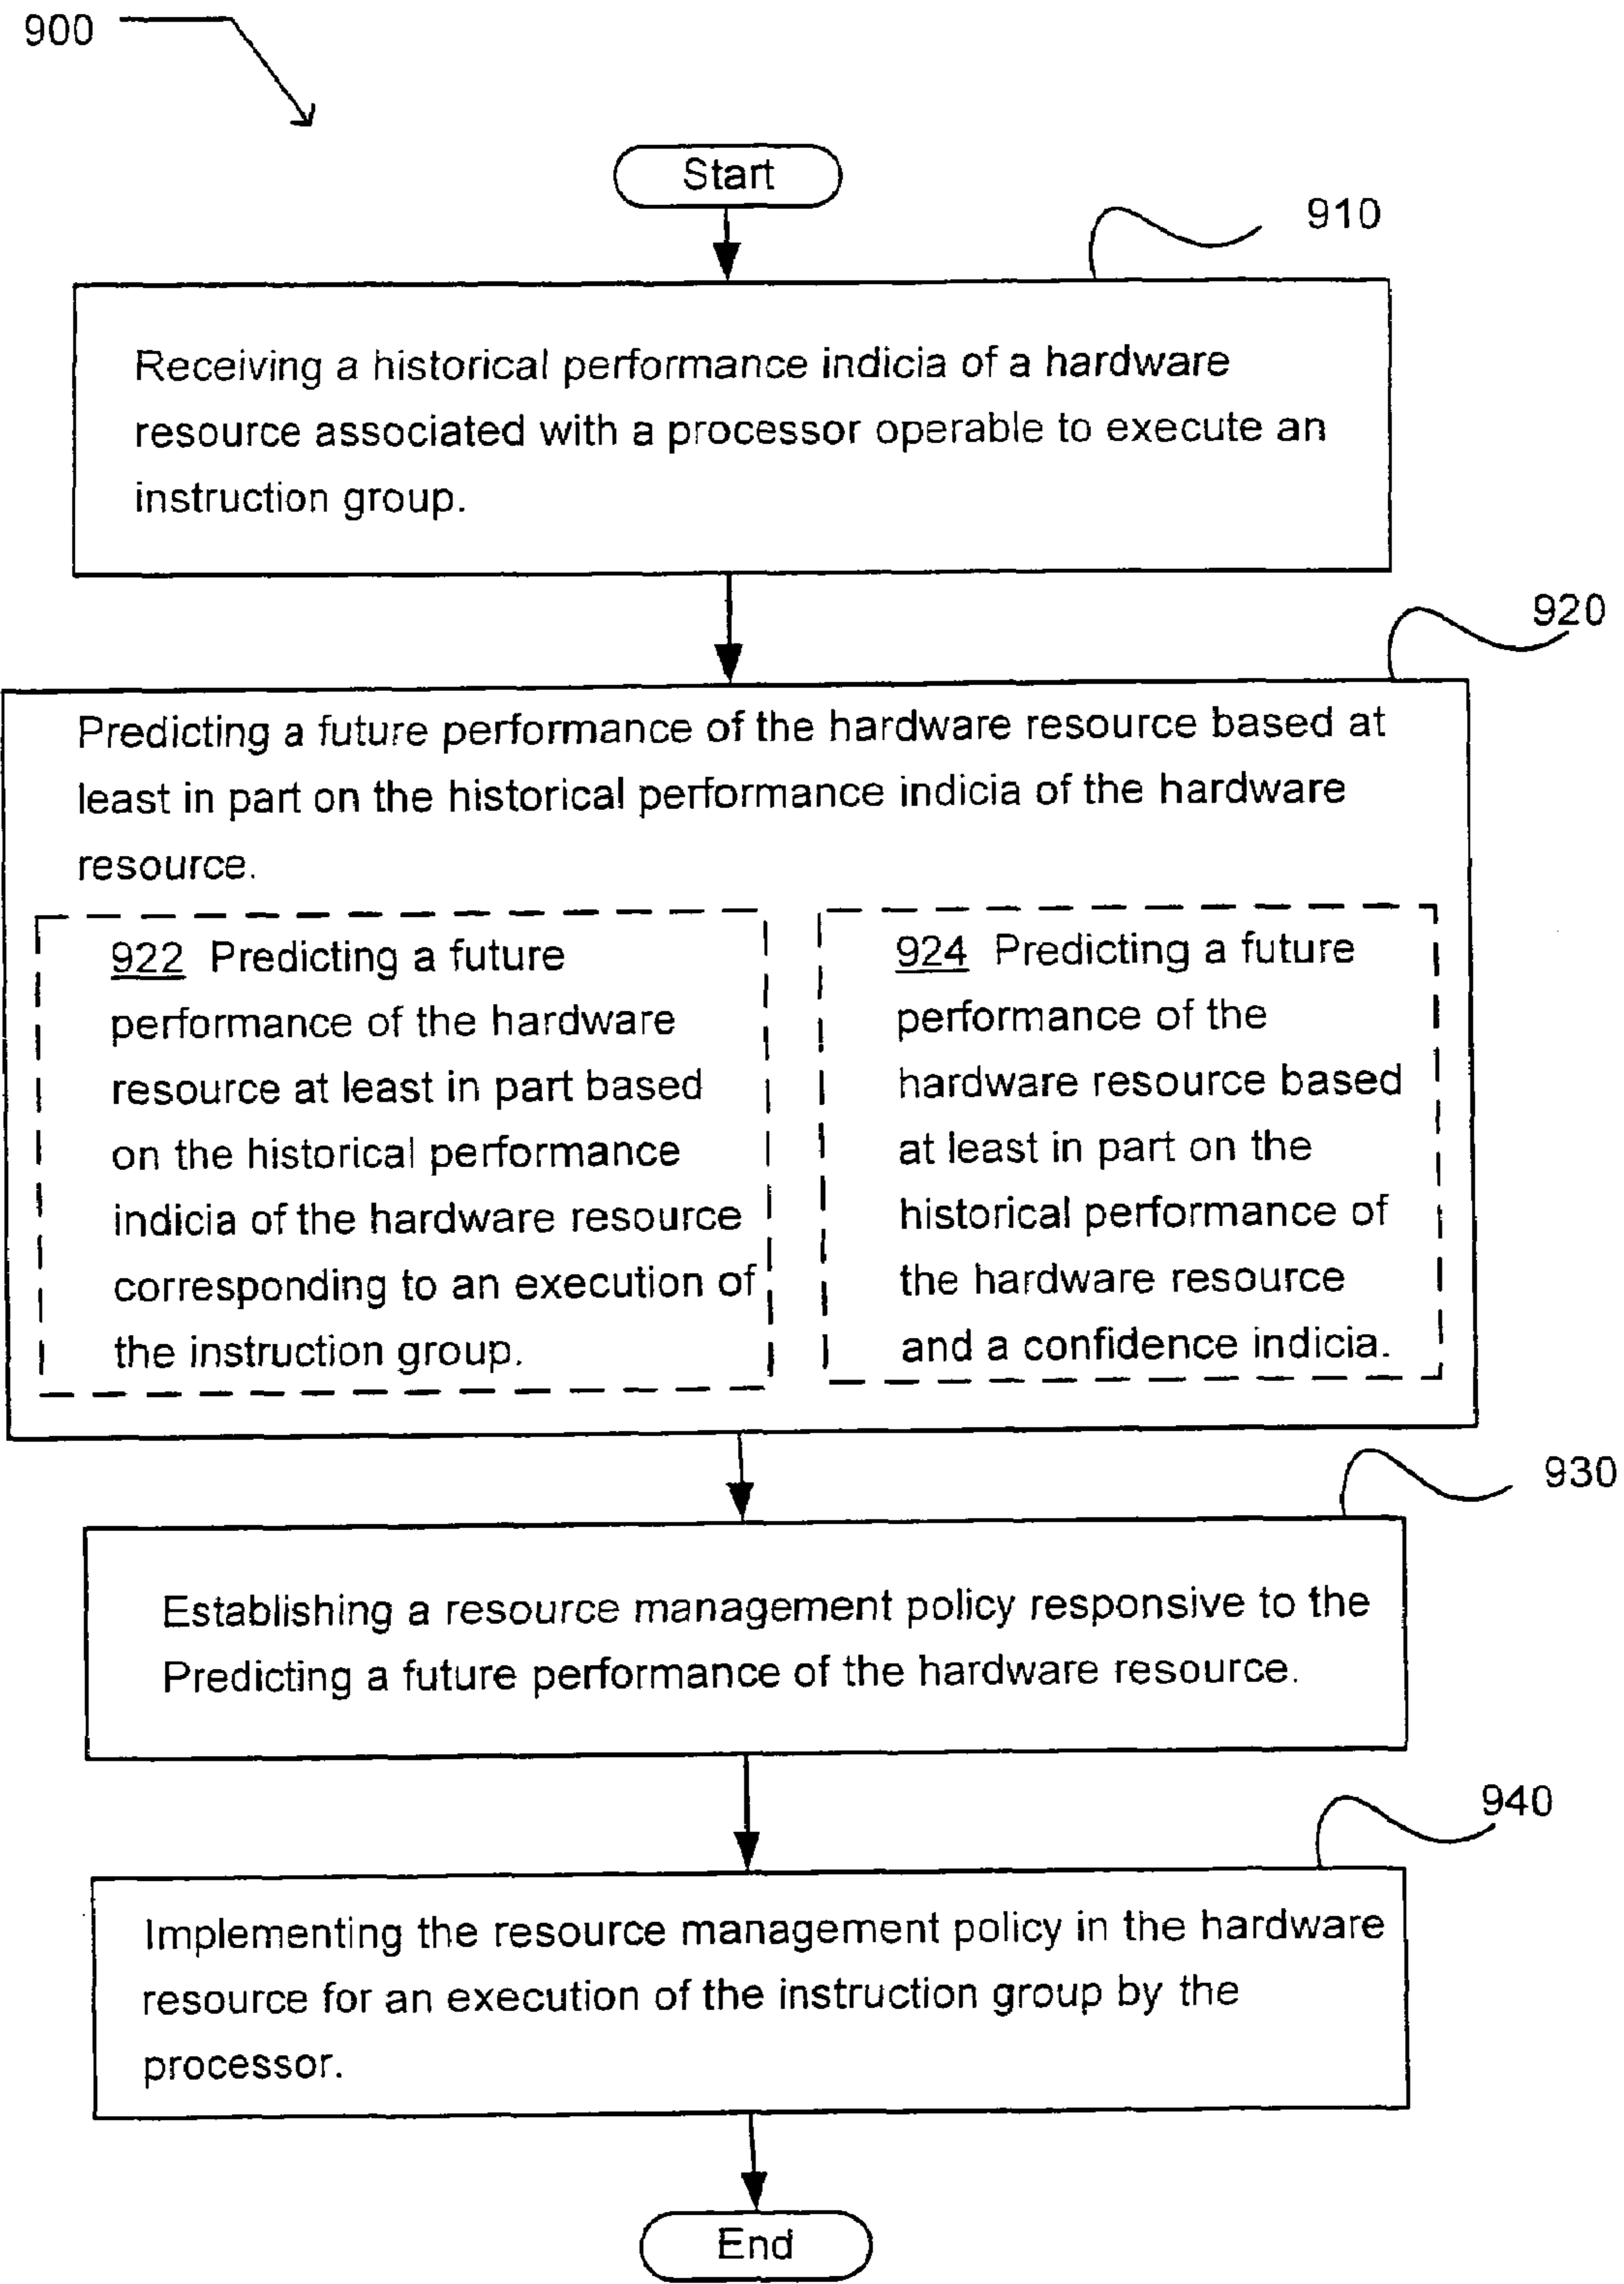 900
Start
910
Receiving a historical performance indicia of a hardware
resource associated with a processor operable to execute an
instruction group.
920
Predicting a future performance of the hardware resource based at
least in part on the historical performance indicia of the hardware
resource.
922 Predicting a future
performance of the hardware
resource at least in part based
on the historical performance
indicia of the hardware resource
corresponding to an execution of
the instruction group.
924 Predicting a future
performance of the
hardware resource based
at least in part on the
historical performance of
the hardware resource
and a confidence indicia.
930
Establishing a resource management policy responsive to the
Predicting a future performance of the hardware resource.
940
Implementing the resource management policy in the hardware
resource for an execution of the instruction group by the
processor.
End